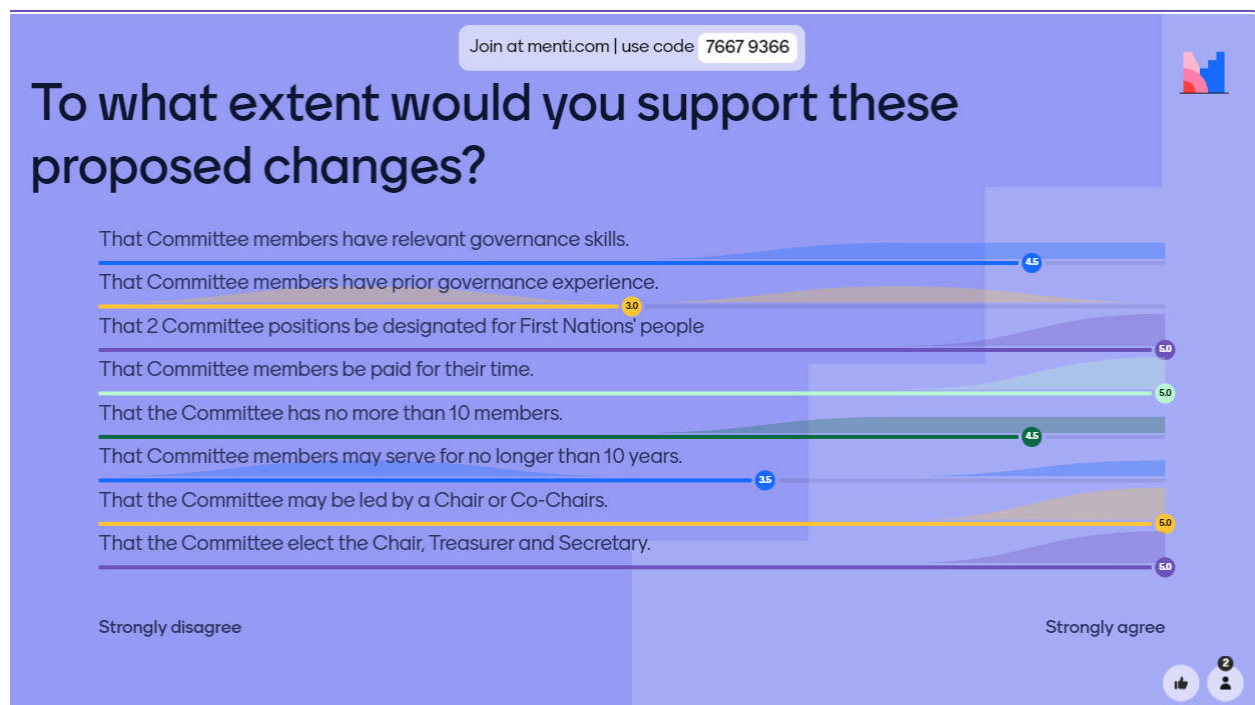 Join at menti.com | use code 7667 9366
To what extent would you support these
proposed changes?
That Committee members have relevant governance skills.
4.5
That Committee members have prior governance experience.
3.0
That 2 Committee positions be designated for First Nations' people
5.0
That Committee members be paid for their time.
5.0
That the Committee has no more than 10 members.
4.5
That Committee members may serve for no longer than 10 years.
3.5
That the Committee may be led by a Chair or Co-Chairs.
5.0
That the Committee elect the Chair, Treasurer and Secretary.
5.0
Strongly disagree Strongly agree
2